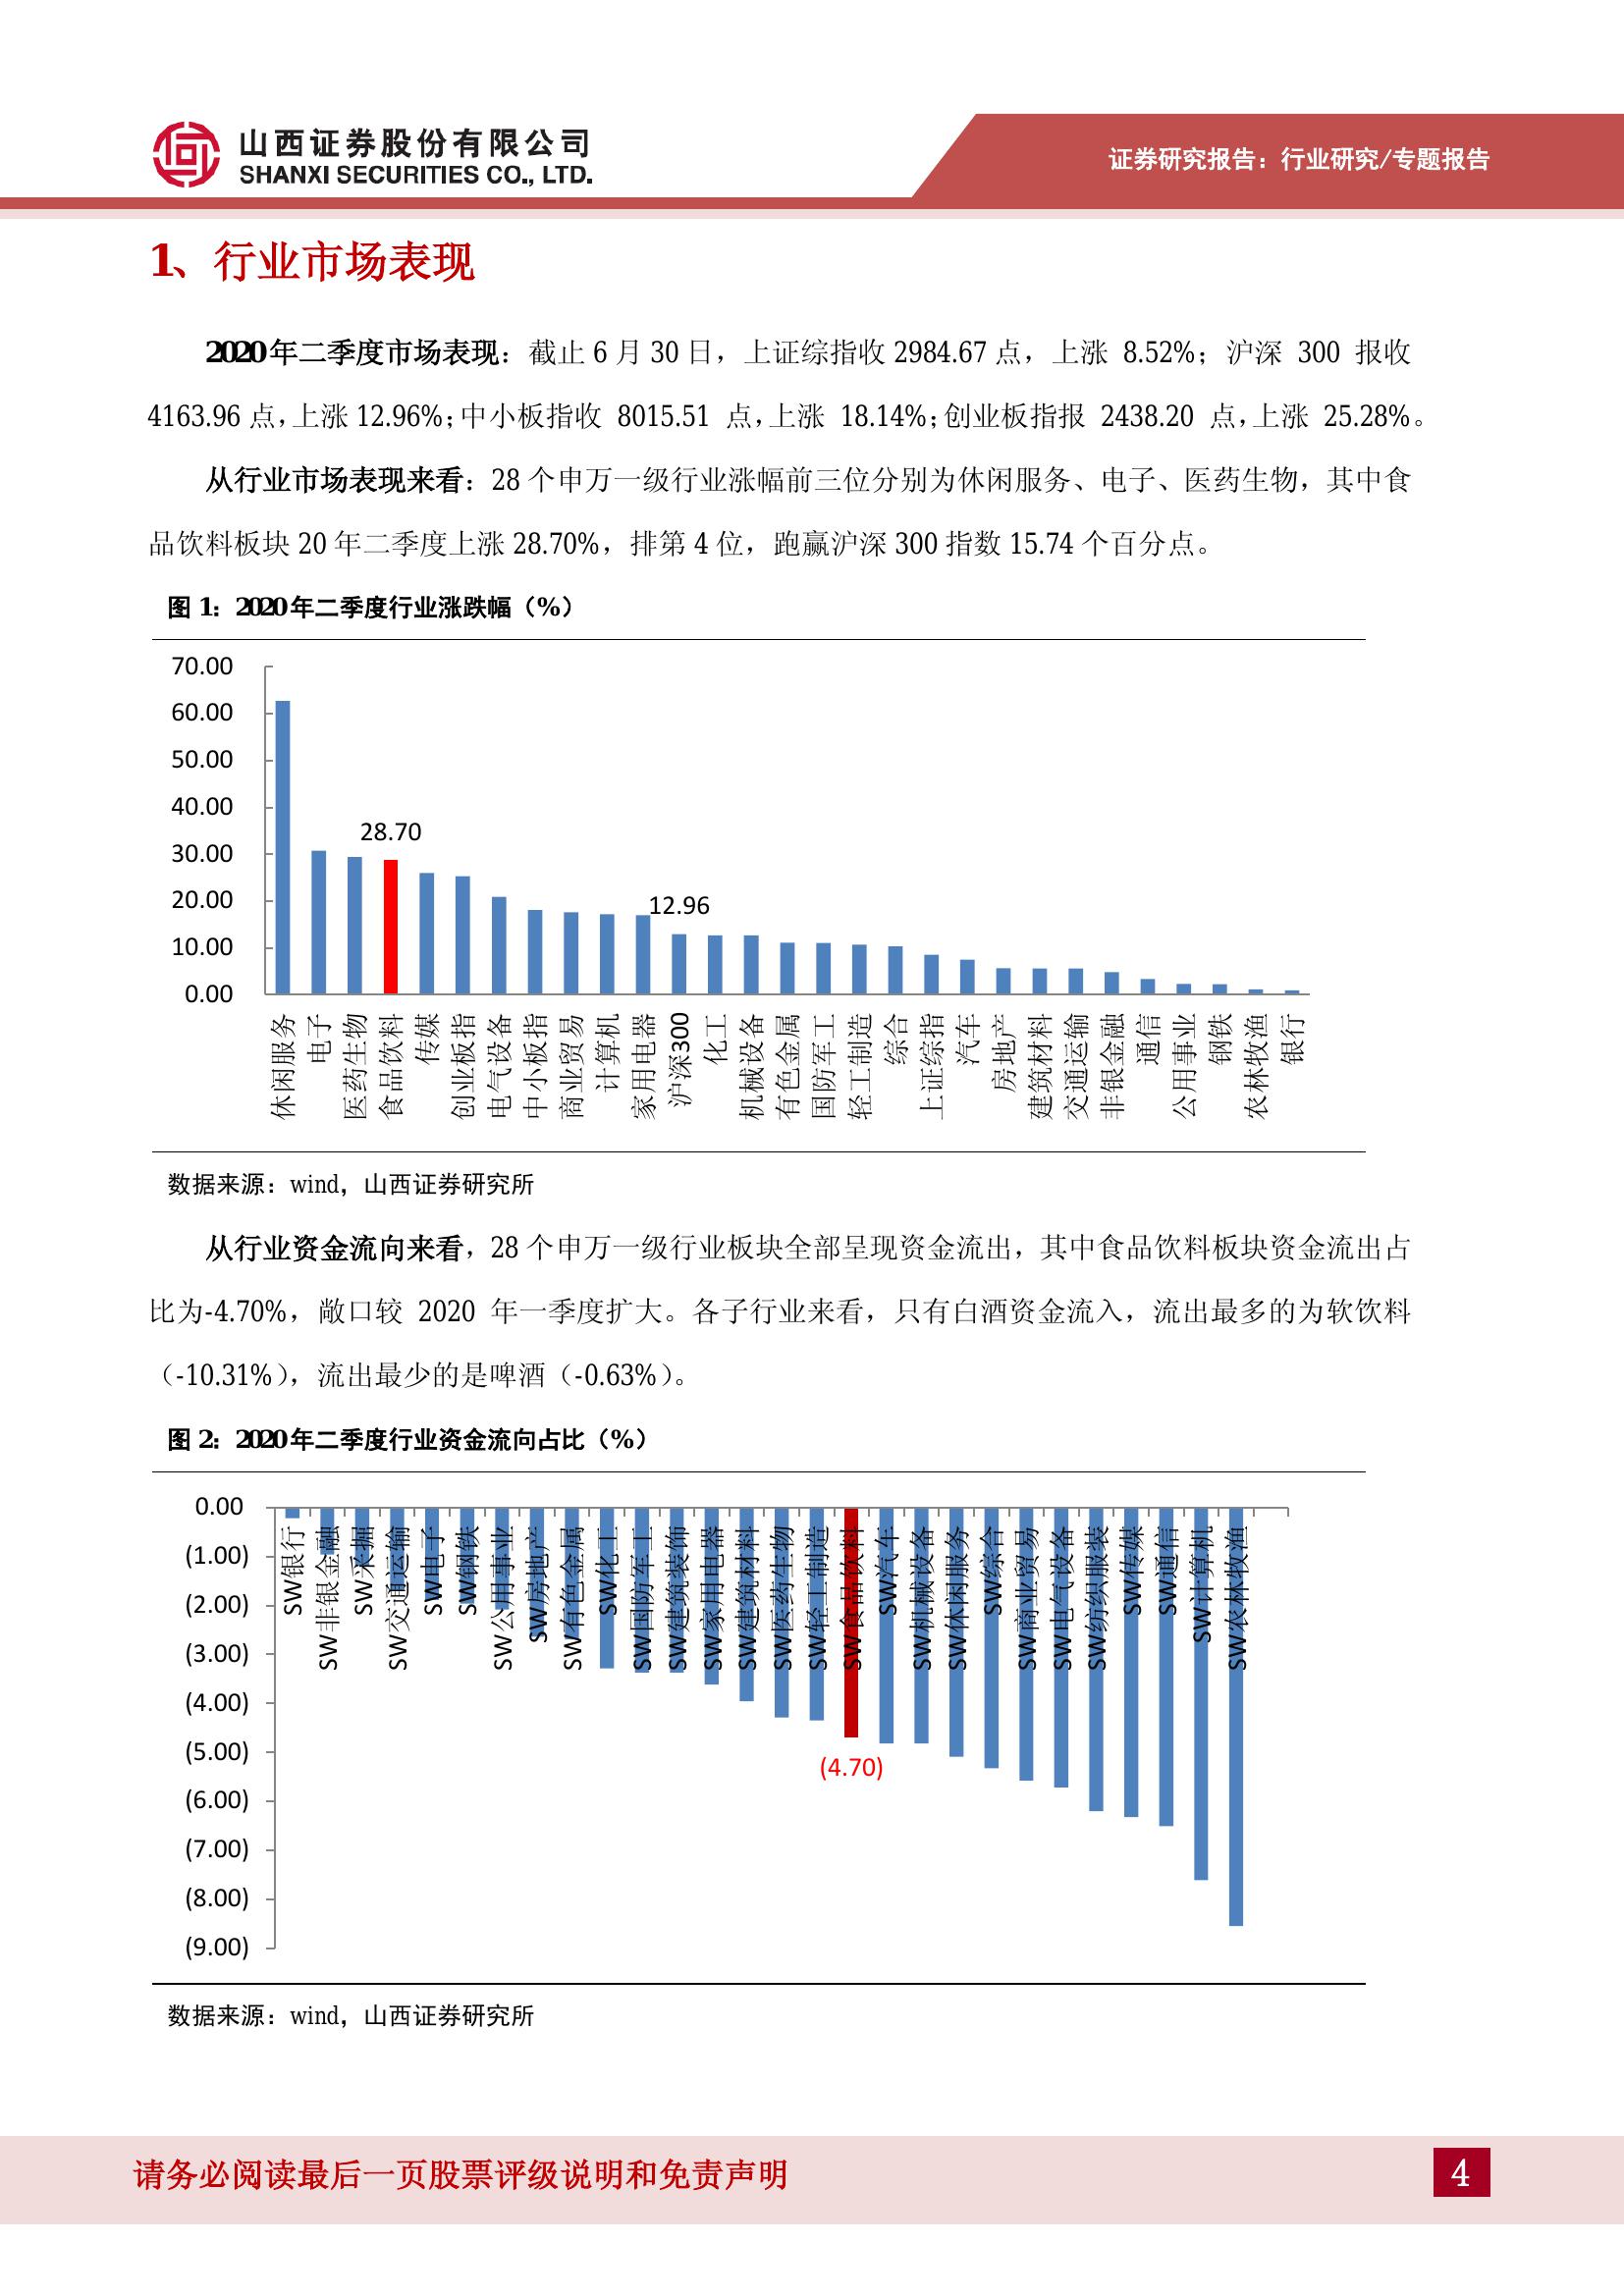 山西证券股份有限公司
SHANXI SECURITIES CO., LTD.
证券研究报告：行业研究/专题报告
1、行业市场表现
2020年二季度市场表现：截止 6 月 30 日，上证综指收 2984.67 点，上涨 8.52%；沪深 300 报收
4163.96 点，上涨 12.96%；中小板指收 8015.51 点，上涨 18.14%；创业板指报 2438.20 点，上涨 25.28%。
从行业市场表现来看：28 个申万一级行业涨幅前三位分别为休闲服务、电子、医药生物，其中食
品饮料板块 20 年二季度上涨 28.70%，排第 4 位，跑赢沪深 300 指数 15.74 个百分点。
图 1：2020年二季度行业涨跌幅（%）
70.00
60.00
50.00
40.00
30.00
20.00
10.00
0.00
28.70
12.96
休闲服务
电子
医药生物
食品饮料
传媒
创业板指
电气设备
中小板指
商业贸易
计算机
家用电器
沪深300
化工
机械设备
有色金属
国防军工
轻工制造
综合
上证综指
汽车
房地产
建筑材料
交通运输
非银金融
通信
公用事业
钢铁
农林牧渔
银行
数据来源：wind，山西证券研究所
从行业资金流向来看，28 个申万一级行业板块全部呈现资金流出，其中食品饮料板块资金流出占
比为-4.70%，敞口较 2020 年一季度扩大。各子行业来看，只有白酒资金流入，流出最多的为软饮料
（-10.31%），流出最少的是啤酒（-0.63%）。
图 2：2020年二季度行业资金流向占比（%）
0.00
(1.00)
(2.00)
(3.00)
(4.00)
(5.00)
(6.00)
(7.00)
(8.00)
(9.00)
SW银行
SW非银金融
SW采掘
SW交通运输
SW电子
SW钢铁
SW公用事业
SW房地产
SW有色金属
SW化工
SW国防军工
SW建筑装饰
SW家用电器
SW建筑材料
SW医药生物
SW轻工制造
SW食品饮料
SW汽车
SW机械设备
SW休闲服务
SW综合
SW商业贸易
SW电气设备
SW纺织服装
SW传媒
SW通信
SW计算机
SW农林牧渔
(4.70)
数据来源：wind，山西证券研究所
请务必阅读最后一页股票评级说明和免责声明
4